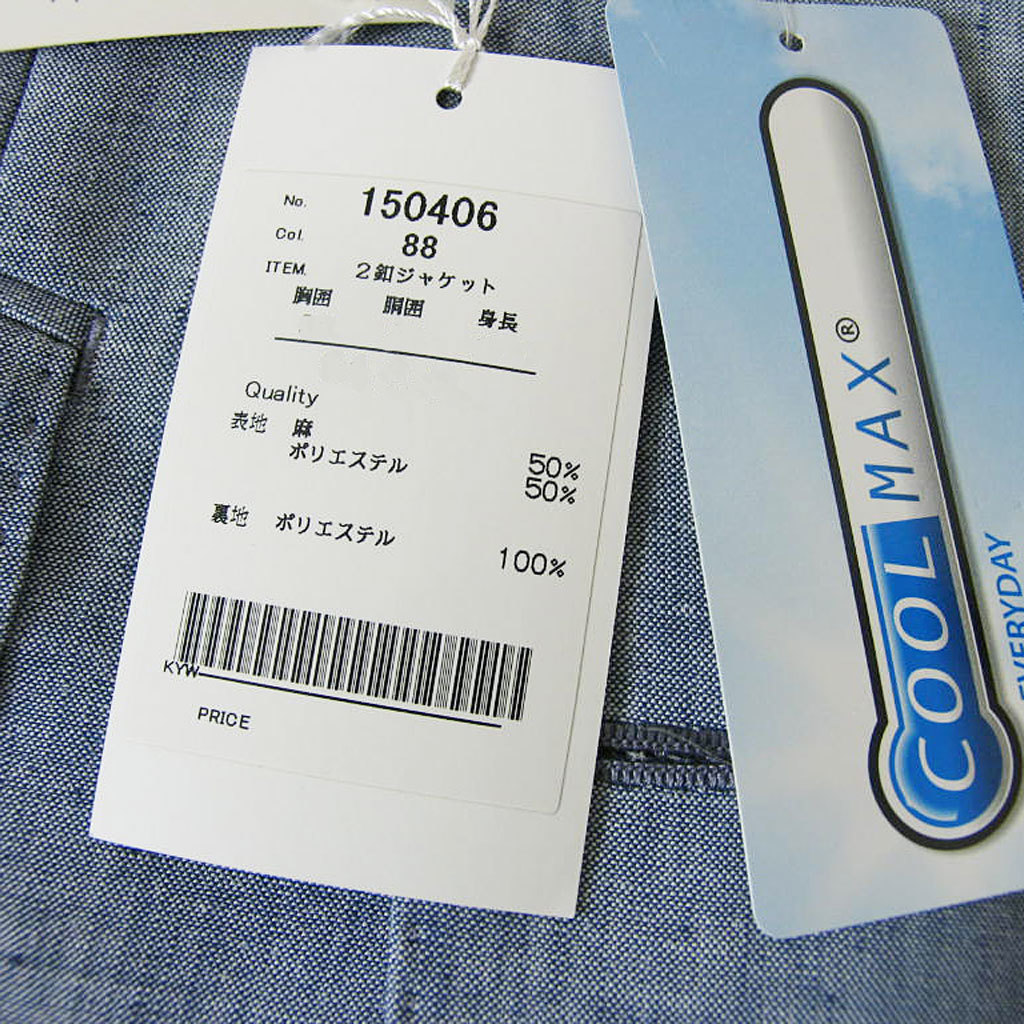 No. 150406
Col. 88
ITEM. 2釦ジャケット
胸囲 胴囲 身長
Quality
表地 麻
ポリエステル 50%
50%
裏地 ポリエステル
100%
KYW
PRICE
COOLMAX®
EVERYDAY